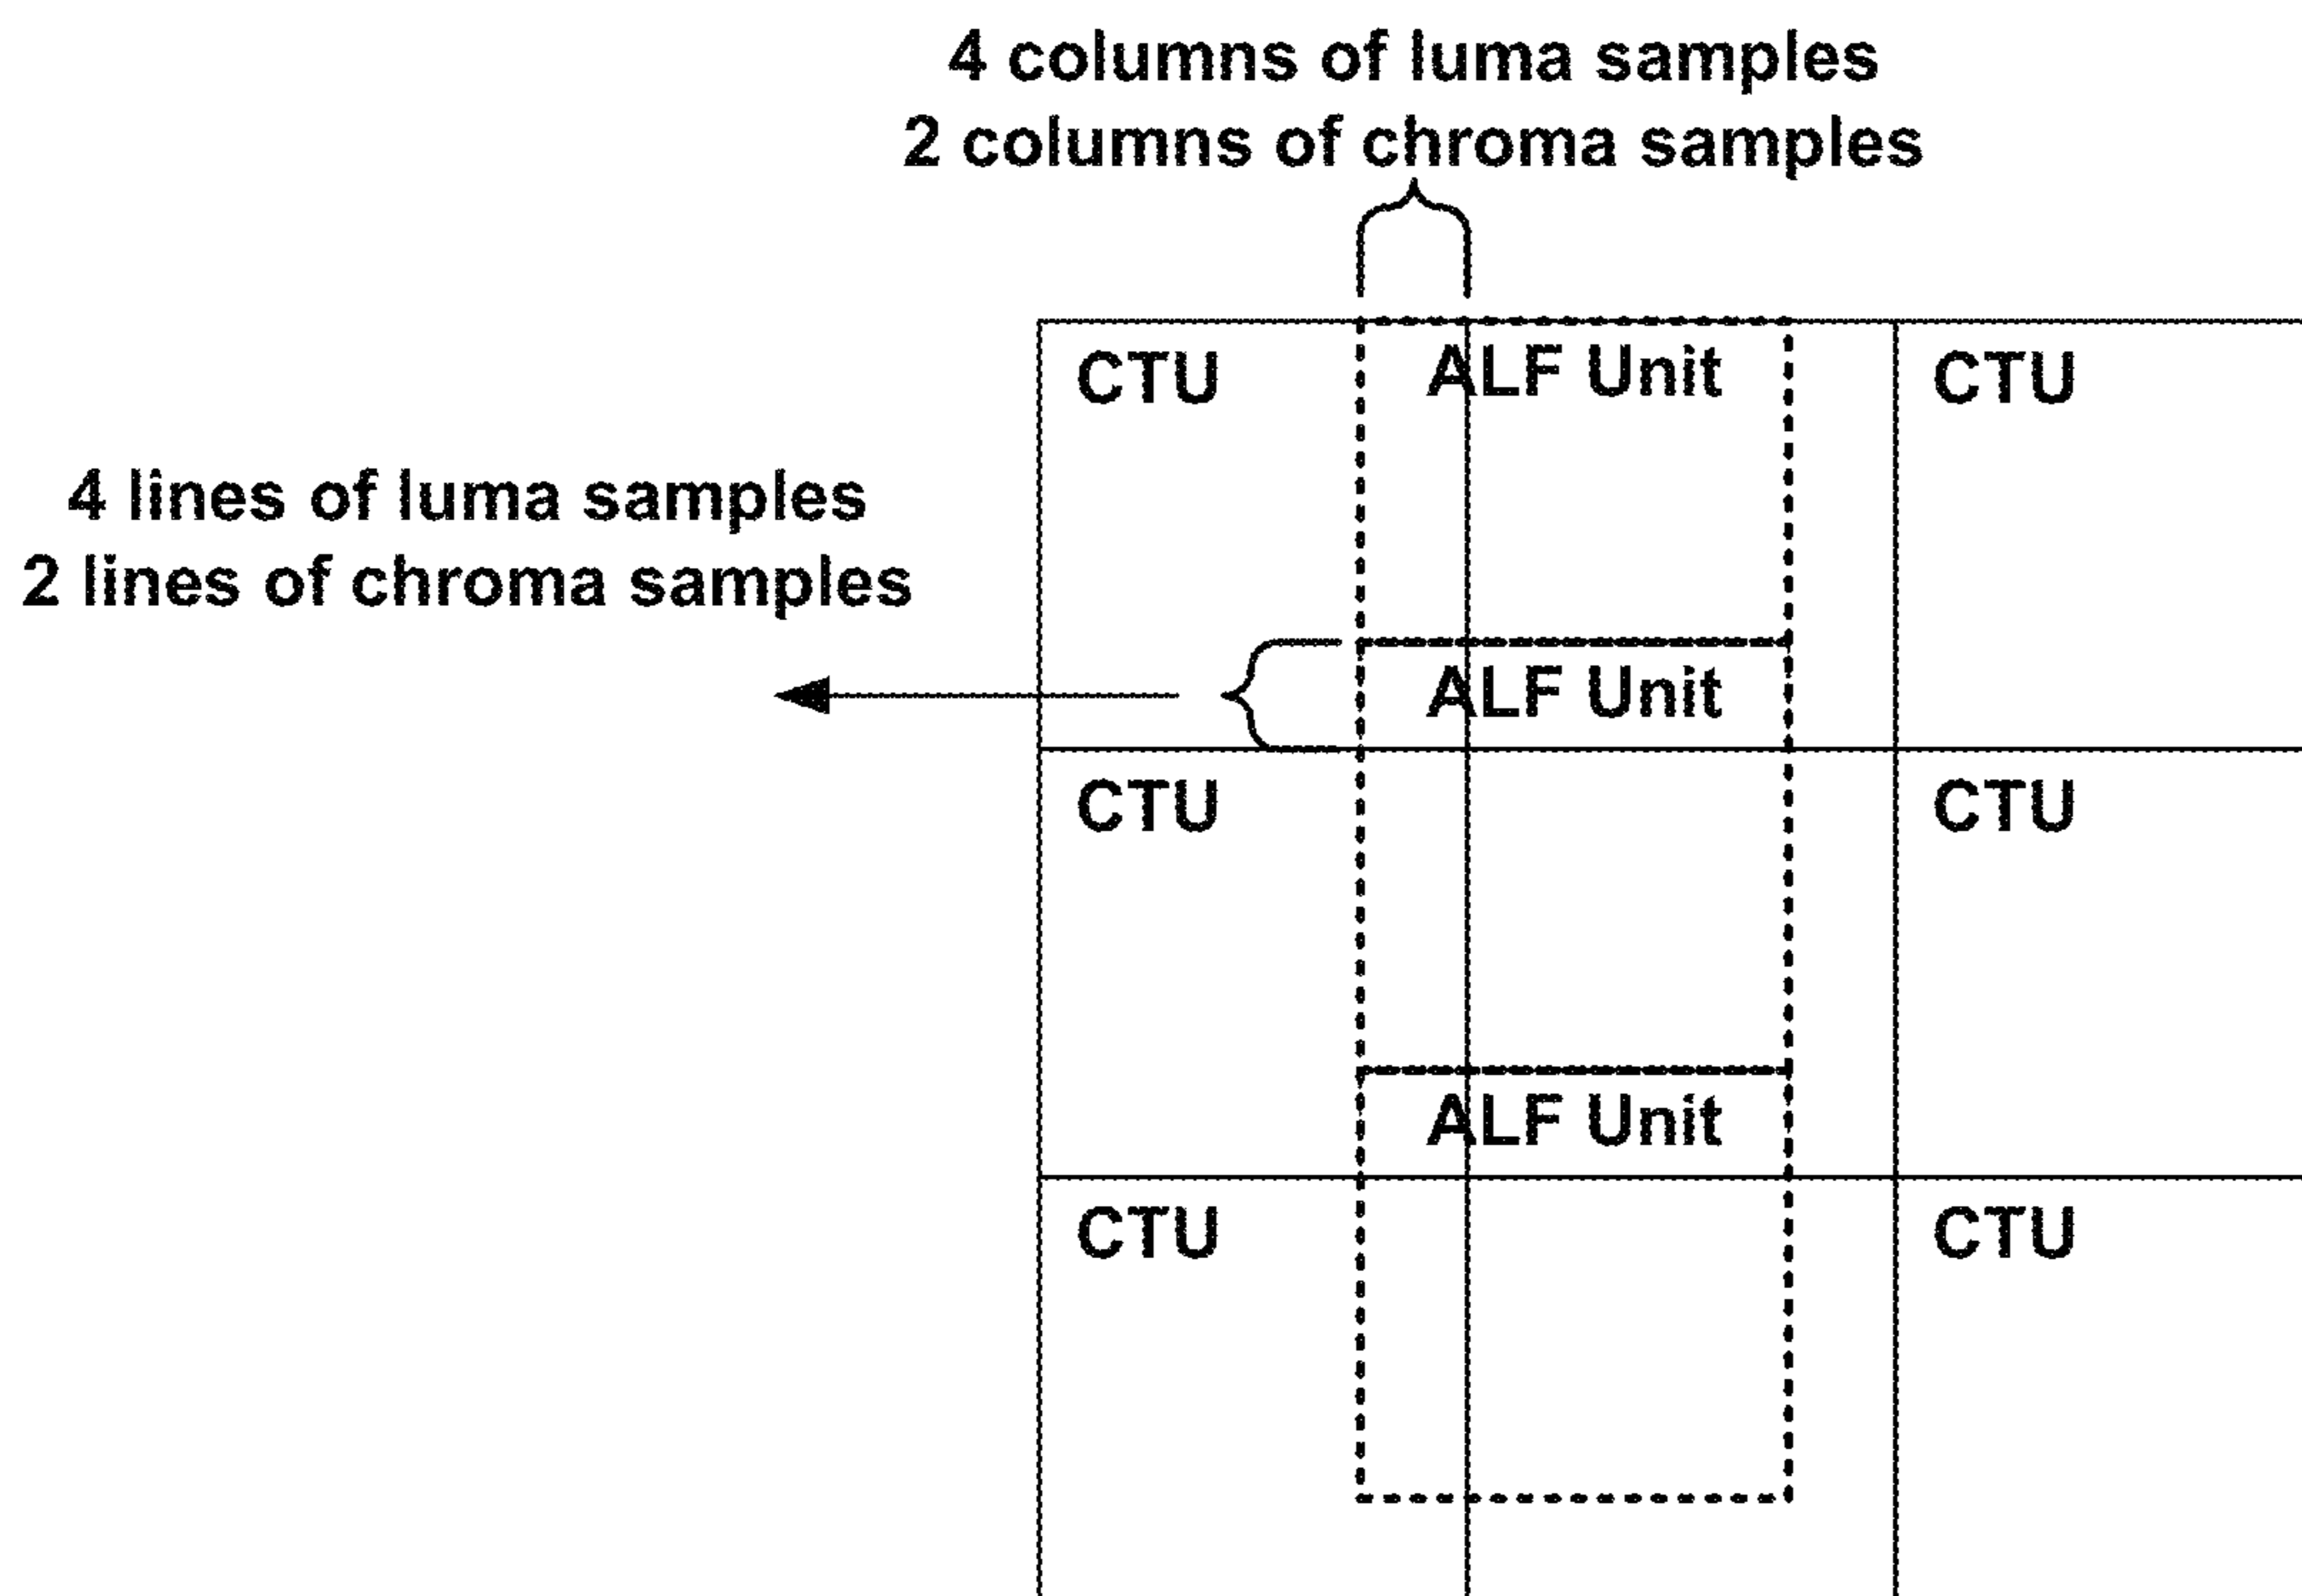 4 columns of luma samples
2 columns of chroma samples
CTU ALF Unit CTU
4 lines of luma samples
2 lines of chroma samples
ALF Unit
CTU CTU
ALF Unit
CTU CTU